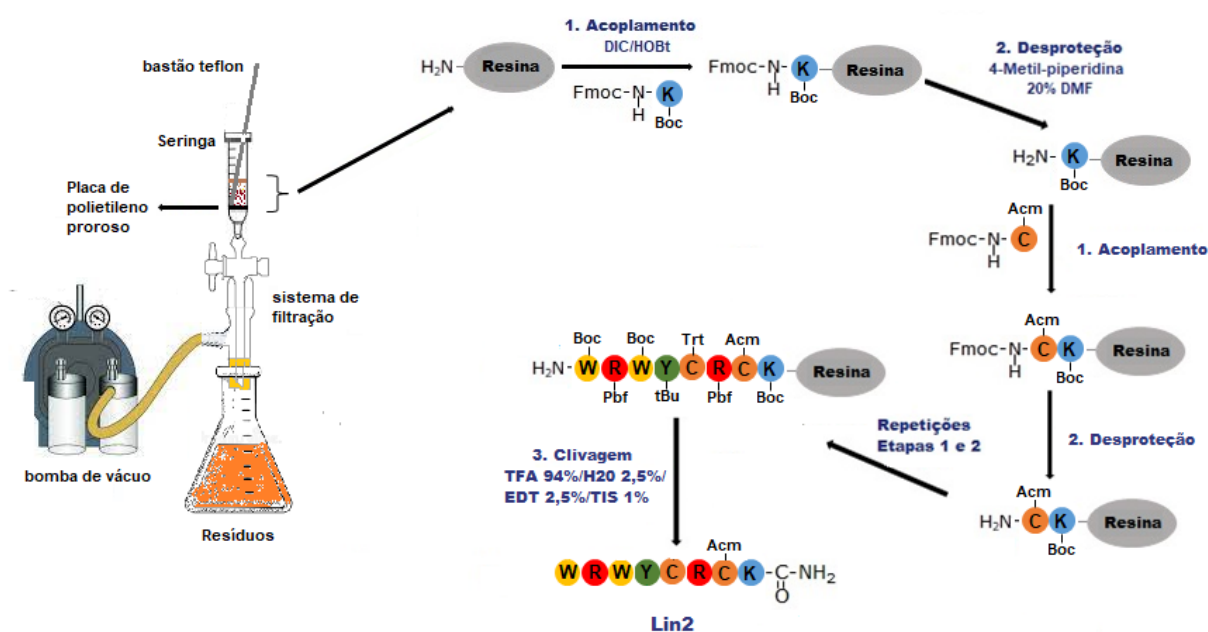 bastão teflon
Seringa
Placa de
polietileno
proroso
sistema de
filtração
bomba de vácuo
Resíduos
H₂N
Resina
1. Acoplamento
DIC/HOBt
Fmoc-N-K
H
Boc
Fmoc-N-K
H
Boc
Resina
2. Desproteção
4-Metil-piperidina
20% DMF
H₂N-K
Boc
Resina
Acm
Fmoc-N-C
H
1. Acoplamento
Acm
Fmoc-N-C K
H
Boc
Resina
2. Desproteção
Acm
H₂N-C K
Boc
Resina
Repetições
Etapas 1 e 2
Boc Boc Trt Acm
H₂N-W R W Y C R C K
Pbf tBu Pbf Boc
Resina
3. Clivagem
TFA 94%/H20 2,5%/
EDT 2,5%/TIS 1%
Acm
W R W Y C R C K-C-NH₂
O
Lin2